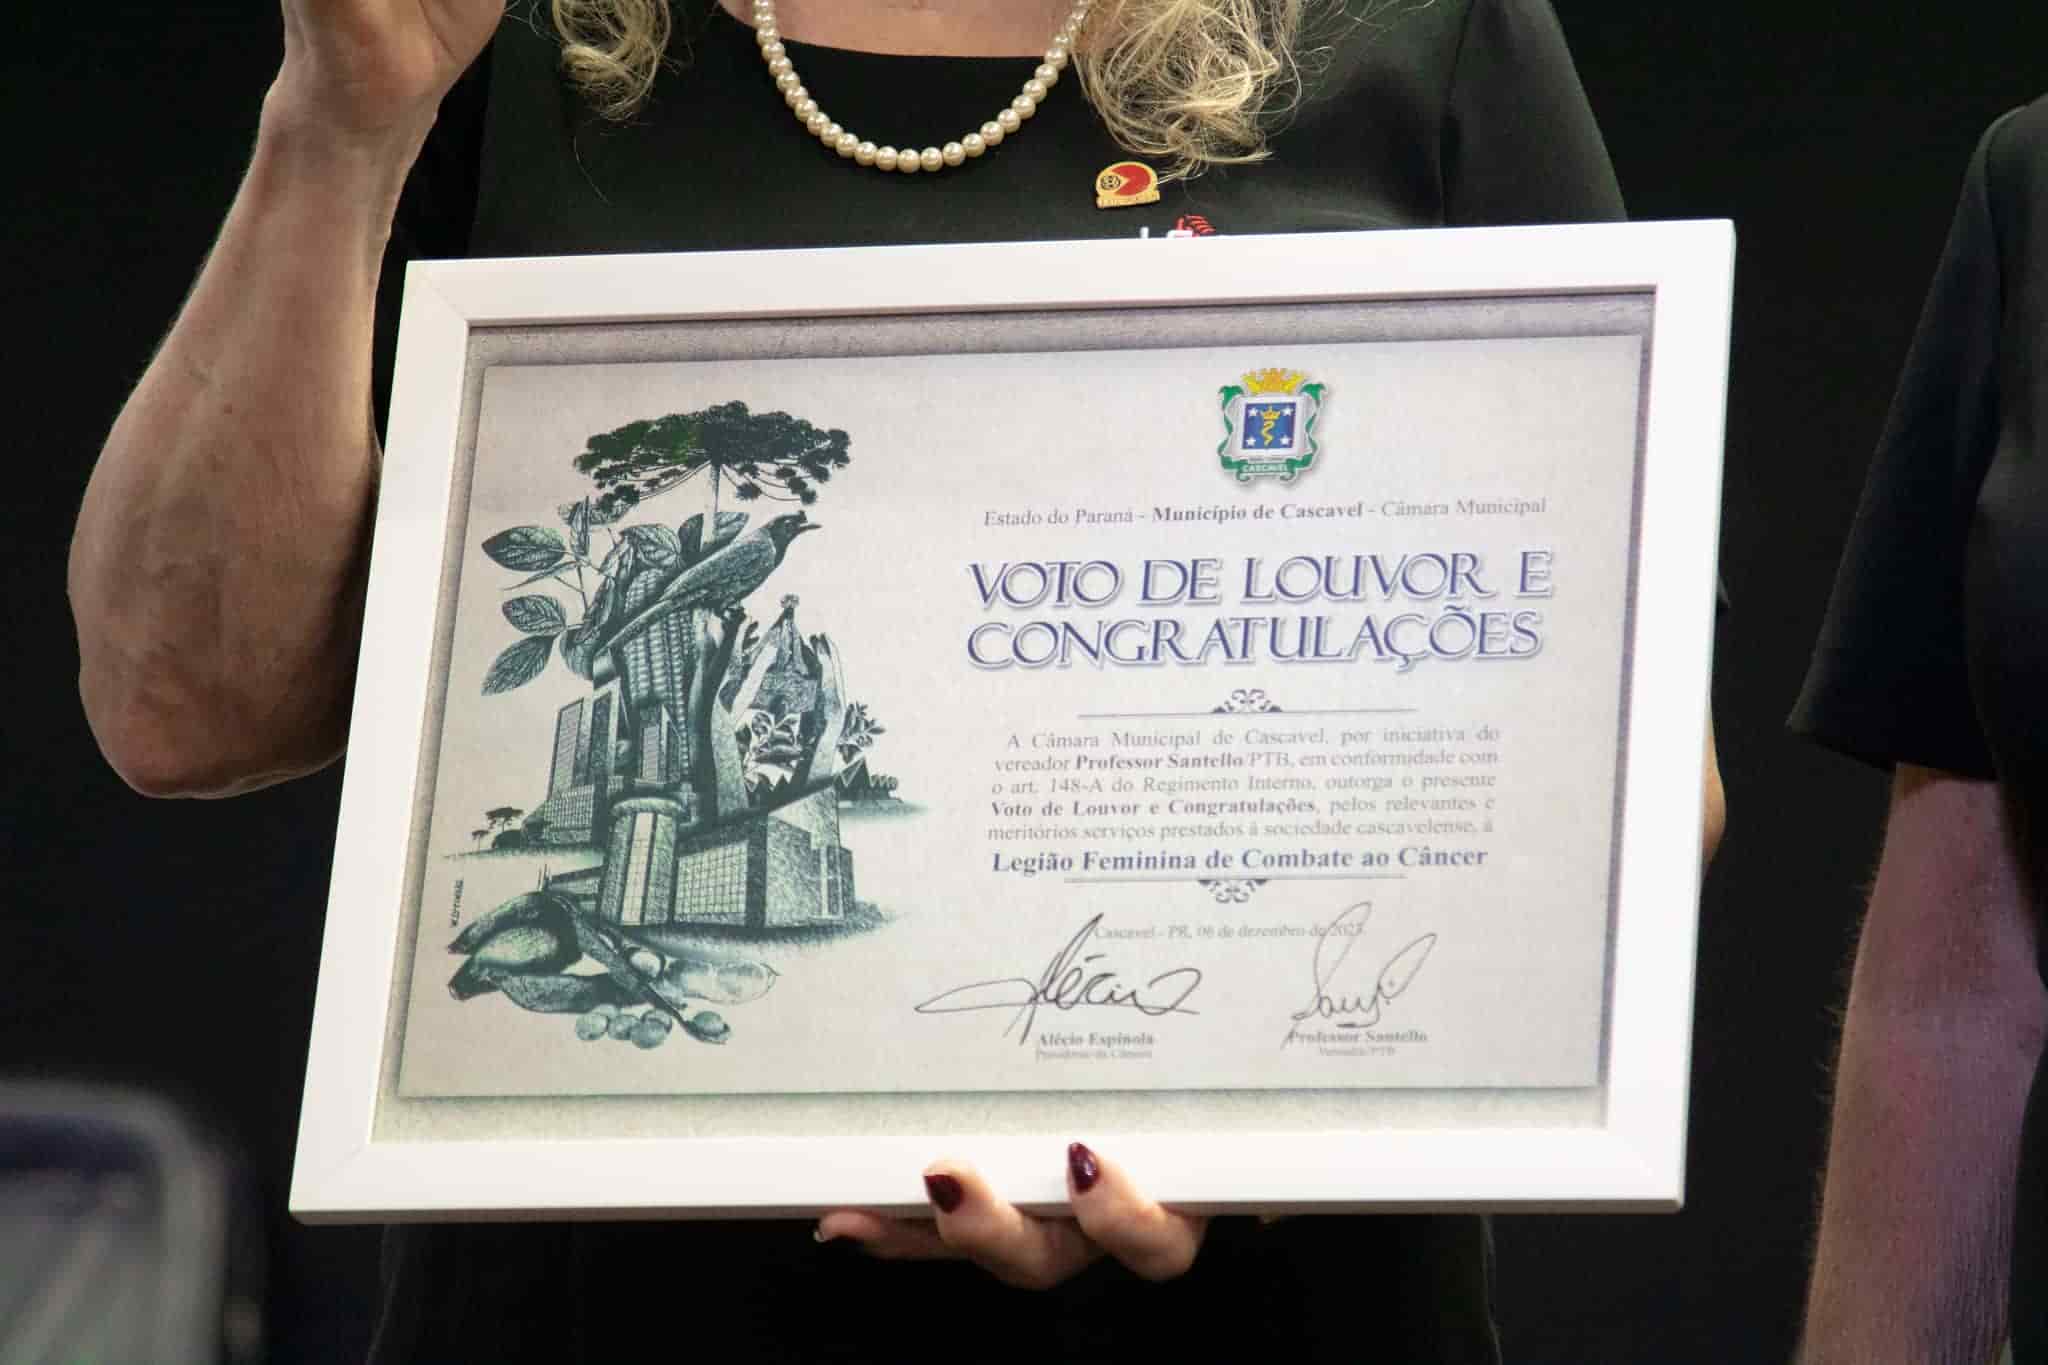 CASCAVEL
Estado do Paraná - Município de Cascavel - Câmara Municipal
VOTO DE LOUVOR E
CONGRATULAÇÕES
A Câmara Municipal de Cascavel, por iniciativa do
vereador Professor Santello/PTB, em conformidade com
o art. 148-A do Regimento Interno, outorga o presente
Voto de Louvor e Congratulações, pelos relevantes e
meritórios serviços prestados à sociedade cascavelense, à
Legião Feminina de Combate ao Câncer
Cascavel - PR, 06 de dezembro de 2023.
Alécio Espínola
Presidente da Câmara
Professor Santello
Vereador/PTB